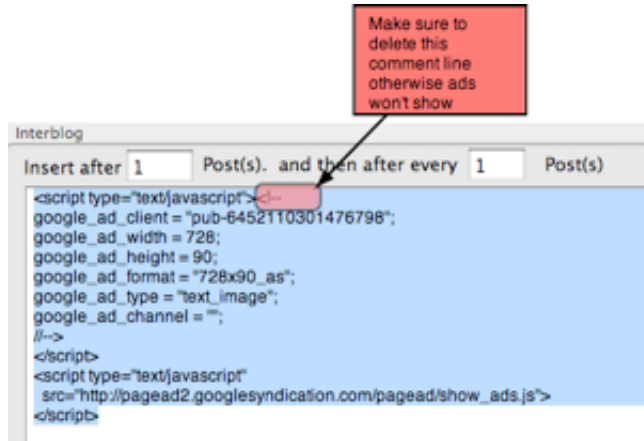 Make sure to
delete this
comment line
otherwise ads
won't show
Interblog
Insert after 1 Post(s). and then after every 1 Post(s)
<script type="text/javascript"><!--
google_ad_client = "pub-6452110301476798";
google_ad_width = 728;
google_ad_height = 90;
google_ad_format = "728x90_as";
google_ad_type = "text_image";
google_ad_channel = "";
//-->
</script>
<script type="text/javascript"
src="http://pagead2.googlesyndication.com/pagead/show_ads.js">
</script>